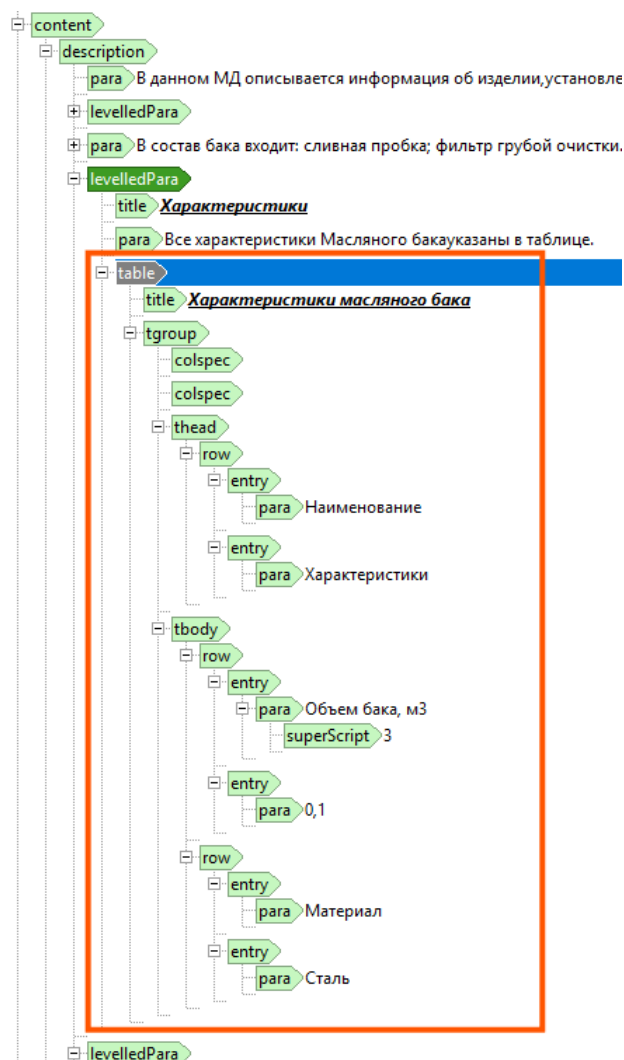 content
description
para В данном МД описывается информация об изделии,установле
levelledPara
para В состав бака входит: сливная пробка; фильтр грубой очистки.
levelledPara
title Характеристики
para Все характеристики Масляного бакауказаны в таблице.
table
title Характеристики масляного бака
tgroup
colspec
colspec
thead
row
entry
para Наименование
entry
para Характеристики
tbody
row
entry
para Объем бака, м3
superScript 3
entry
para 0,1
row
entry
para Материал
entry
para Сталь
levelledPara